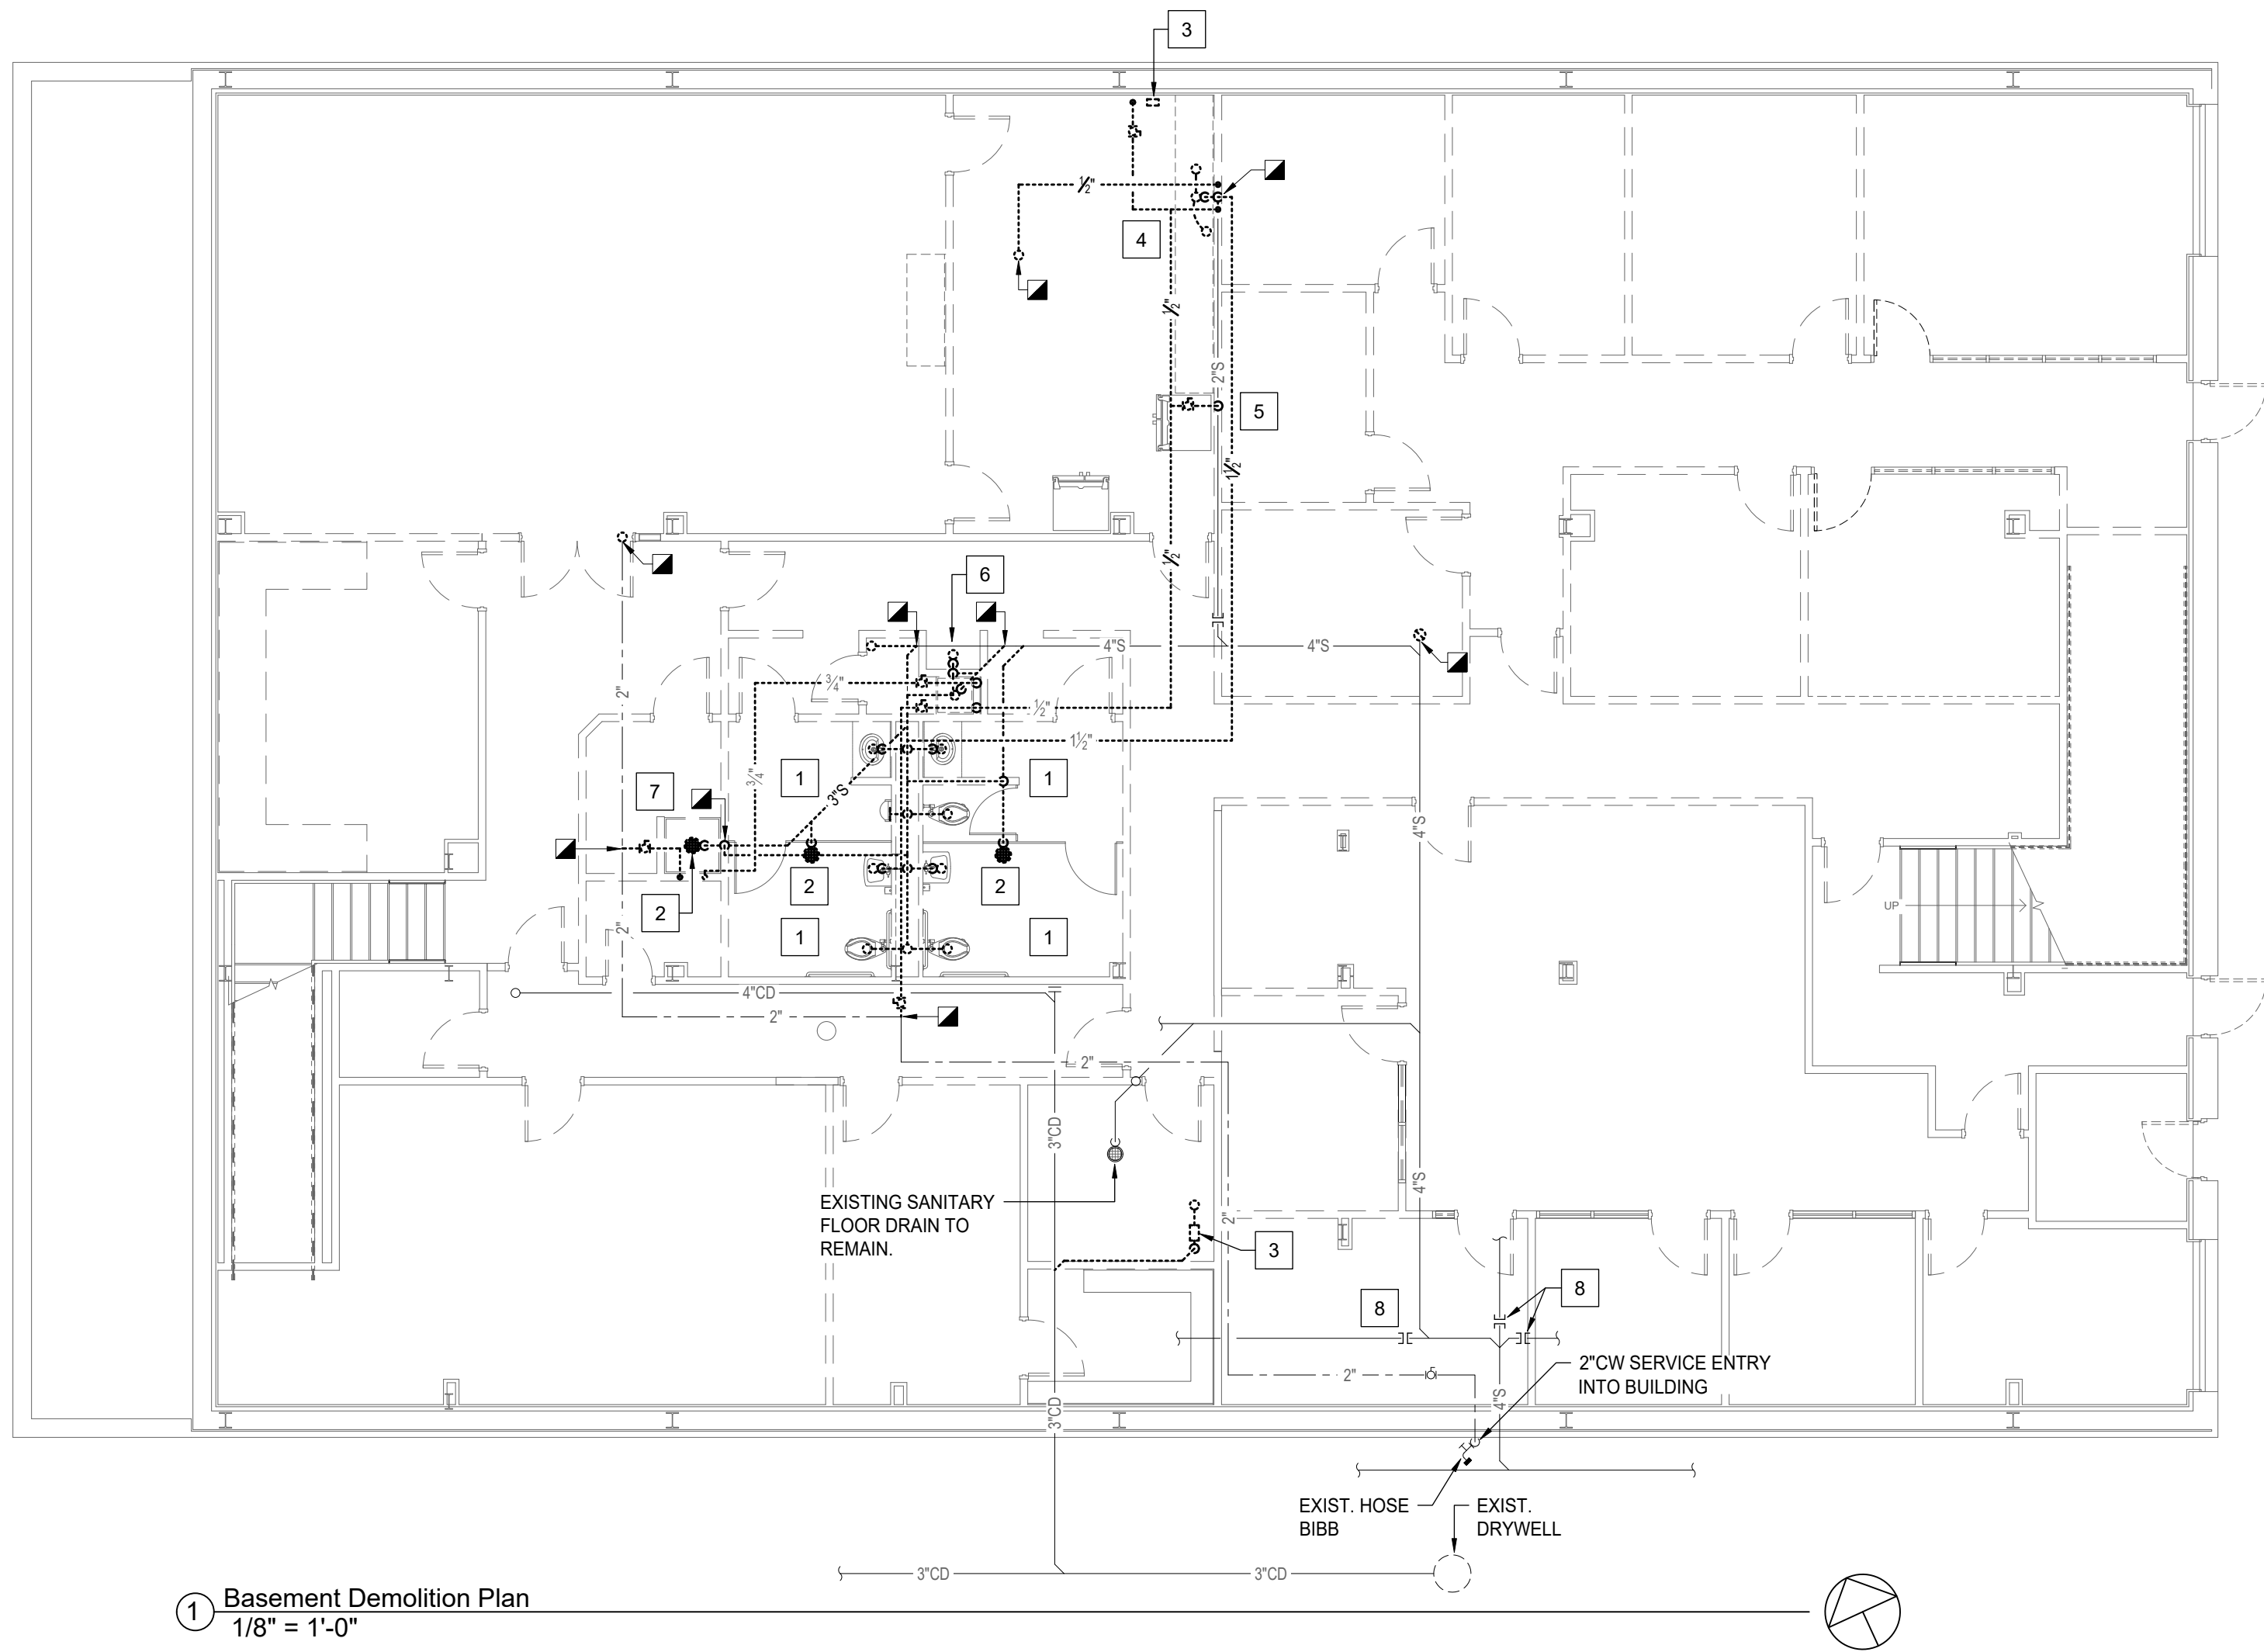 3
½"
4
½"
2"S
5
1½"
½"
6
4"S
4"S
¾"
2"
½"
1½"
¾"
1
1
3"S
7
4"S
2
2
2
UP
2"
1
1
4"CD
2"
2"
3"CD
4"S
EXISTING SANITARY
FLOOR DRAIN TO
REMAIN.
2"
3
8
8
2"CW SERVICE ENTRY
INTO BUILDING
2"
4"S
3"CD
EXIST. HOSE
BIBB
EXIST.
DRYWELL
3"CD
3"CD
1
Basement Demolition Plan
1/8" = 1'-0"